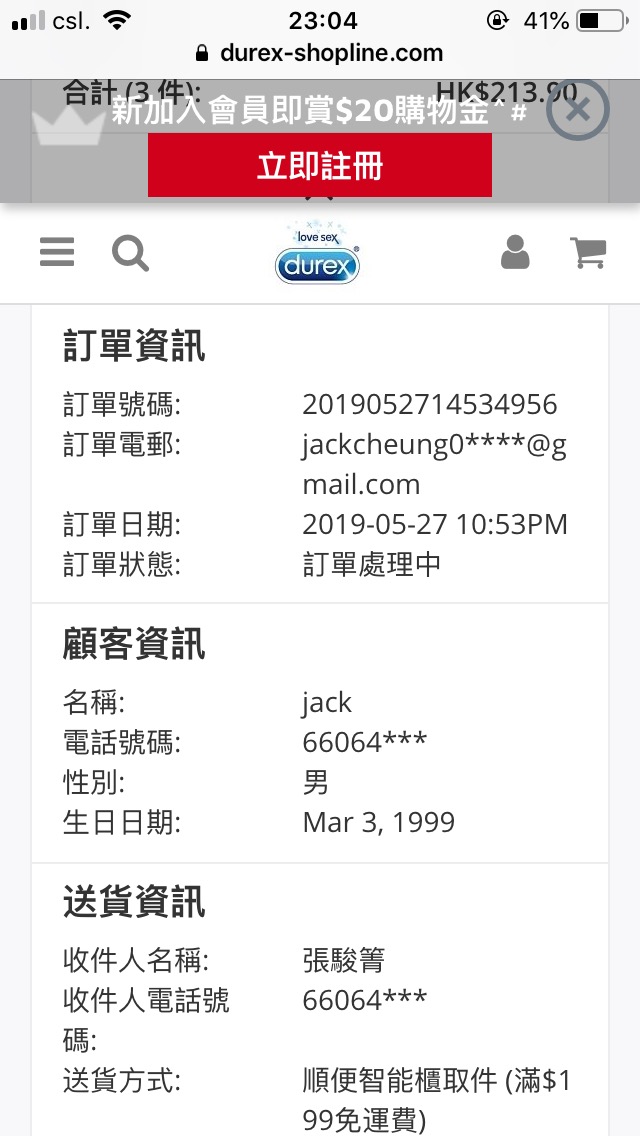 csl.
23:04
41%
durex-shopline.com
合計 (3 件):
HK$213.90
新加入會員即賞$20購物金^#
立即註冊
love sex
durex
訂單資訊
訂單號碼:
2019052714534956
訂單電郵:
jackcheung0****@g
mail.com
訂單日期:
2019-05-27 10:53PM
訂單狀態:
訂單處理中
顧客資訊
名稱:
jack
電話號碼:
66064***
性別:
男
生日日期:
Mar 3, 1999
送貨資訊
收件人名稱:
張駿箐
收件人電話號
碼:
66064***
送貨方式:
順便智能櫃取件 (滿$1
99免運費)